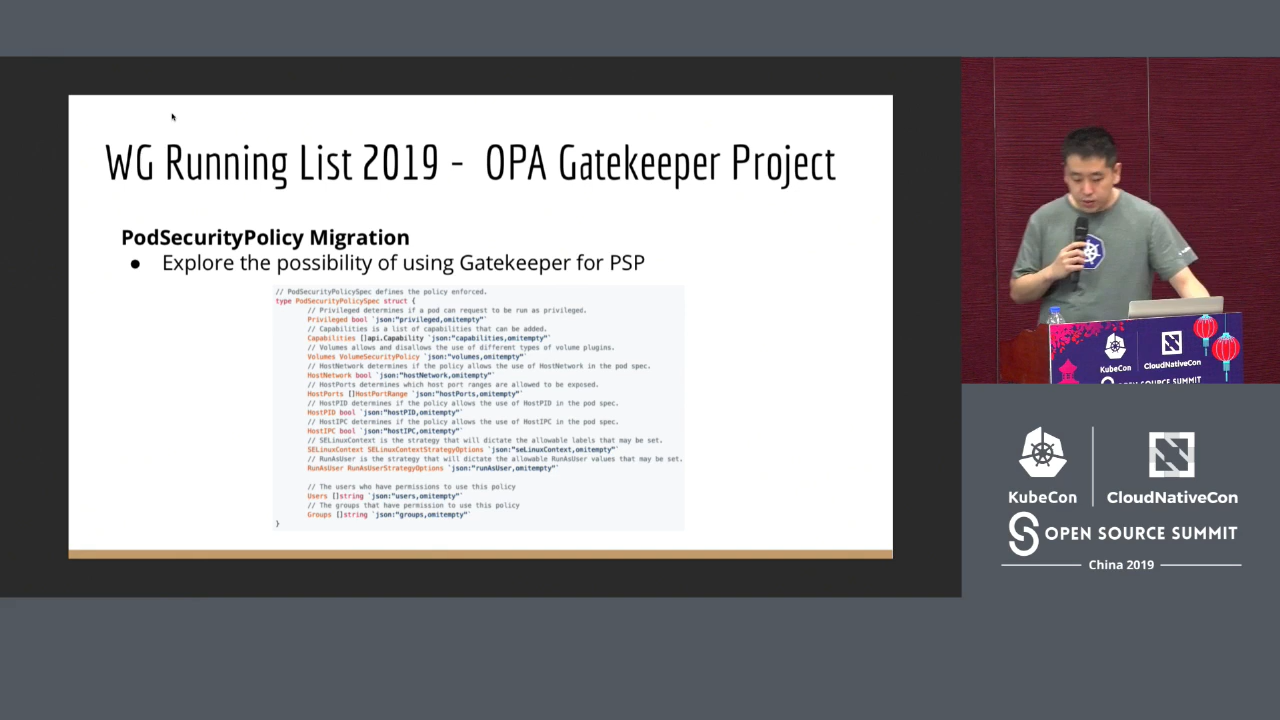 WG Running List 2019 - OPA Gatekeeper Project
PodSecurityPolicy Migration
● Explore the possibility of using Gatekeeper for PSP
// PodSecurityPolicySpec defines the policy enforced.
type PodSecurityPolicySpec struct {
// Privileged determines if a pod can request to be run as privileged.
Privileged bool `json:"privileged,omitempty"`
// Capabilities is a list of capabilities that can be added.
Capabilities []api.Capability `json:"capabilities,omitempty"`
// Volumes allows and disallows the use of different types of volume plugins.
Volumes VolumeSecurityPolicy `json:"volumes,omitempty"`
// HostNetwork determines if the policy allows the use of HostNetwork in the pod spec.
HostNetwork bool `json:"hostNetwork,omitempty"`
// HostPorts determines which host port ranges are allowed to be exposed.
HostPorts []HostPortRange `json:"hostPorts,omitempty"`
// HostPID determines if the policy allows the use of HostPID in the pod spec.
HostPID bool `json:"hostPID,omitempty"`
// HostIPC determines if the policy allows the use of HostIPC in the pod spec.
HostIPC bool `json:"hostIPC,omitempty"`
// SELinuxContext is the strategy that will dictate the allowable labels that may be set.
SELinuxContext SELinuxContextStrategyOptions `json:"seLinuxContext,omitempty"`
// RunAsUser is the strategy that will dictate the allowable RunAsUser values that may be set.
RunAsUser RunAsUserStrategyOptions `json:"runAsUser,omitempty"`
// The users who have permissions to use this policy
Users []string `json:"users,omitempty"`
// The groups that have permission to use this policy
Groups []string `json:"groups,omitempty"`
}
KubeCon CloudNativeCon
OPEN SOURCE SUMMIT
KubeCon CloudNativeCon
OPEN SOURCE SUMMIT
China 2019